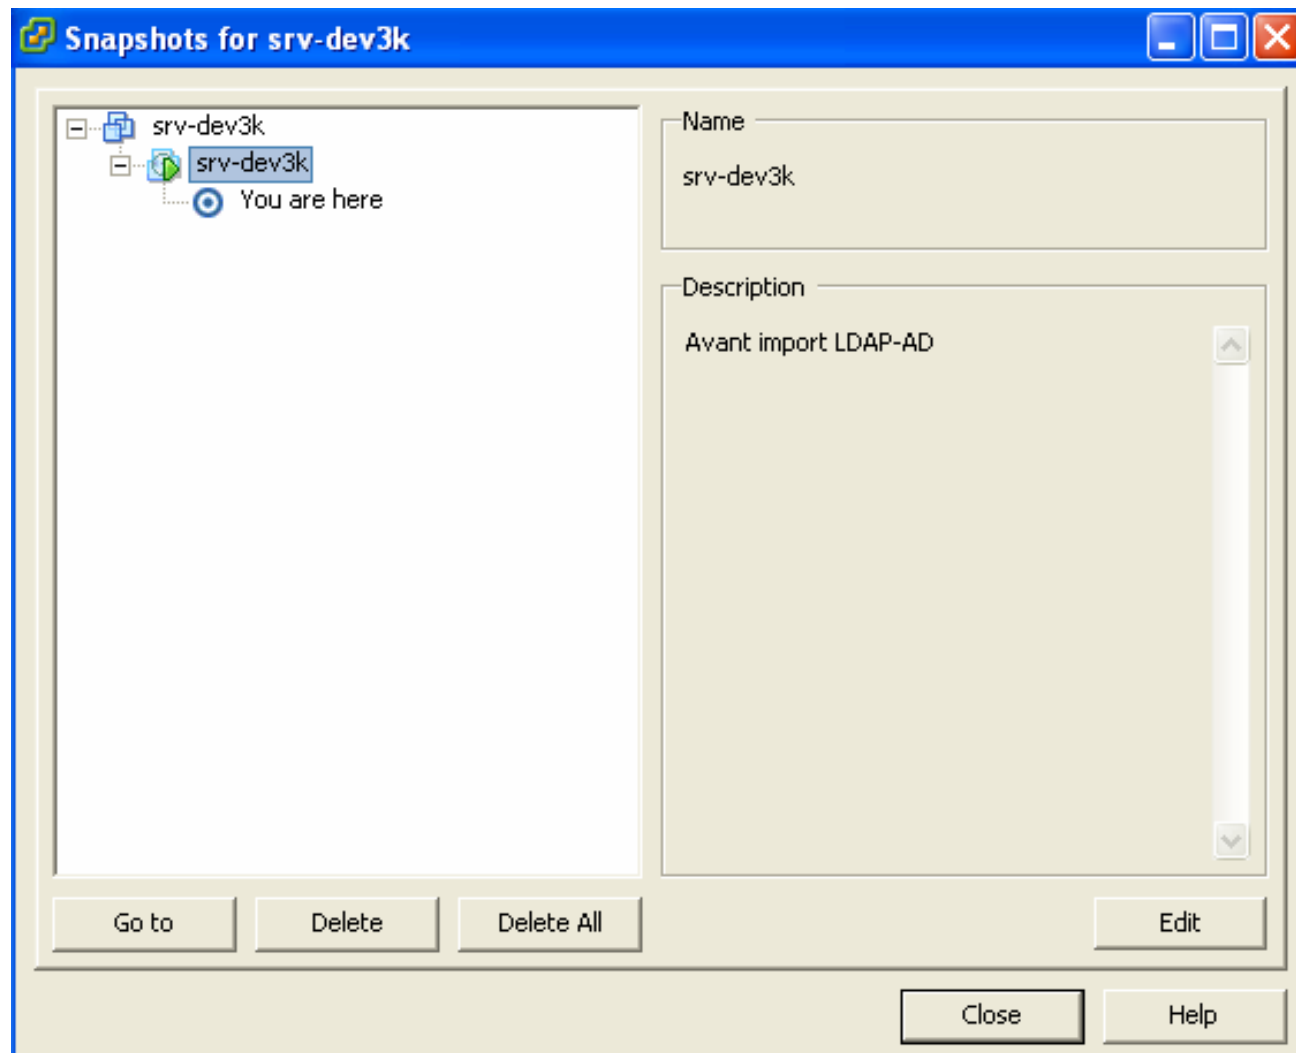 Snapshots for srv-dev3k
srv-dev3k
srv-dev3k
You are here
Name
srv-dev3k
Description
Avant import LDAP-AD
Go to
Delete
Delete All
Edit
Close
Help